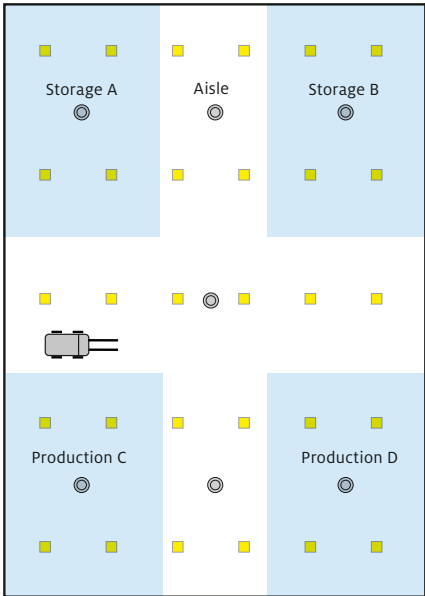 Storage A
Aisle
Storage B
Production C
Production D